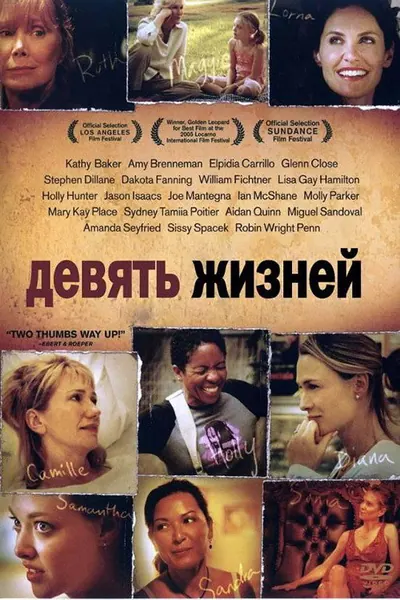 Ruth
Maggie
Lorna
Official Selection
LOS ANGELES
Film Festival
Winner, Golden Leopard
for Best Film at the
2005 Locarno
International Film Festival
Official Selection
SUNDANCE
Film Festival
Kathy Baker Amy Brenneman Elpidia Carrillo Glenn Close
Stephen Dillane Dakota Fanning William Fichtner Lisa Gay Hamilton
Holly Hunter Jason Isaacs Joe Mantegna Ian McShane Molly Parker
Mary Kay Place Sydney Tamiia Poitier Aidan Quinn Miguel Sandoval
Amanda Seyfried Sissy Spacek Robin Wright Penn
ДЕВЯТЬ ЖИЗНЕЙ
"TWO THUMBS WAY UP!"
-EBERT & ROEPER
Camille
Holly
Diana
Samantha
Sandra
Sonia
DVD